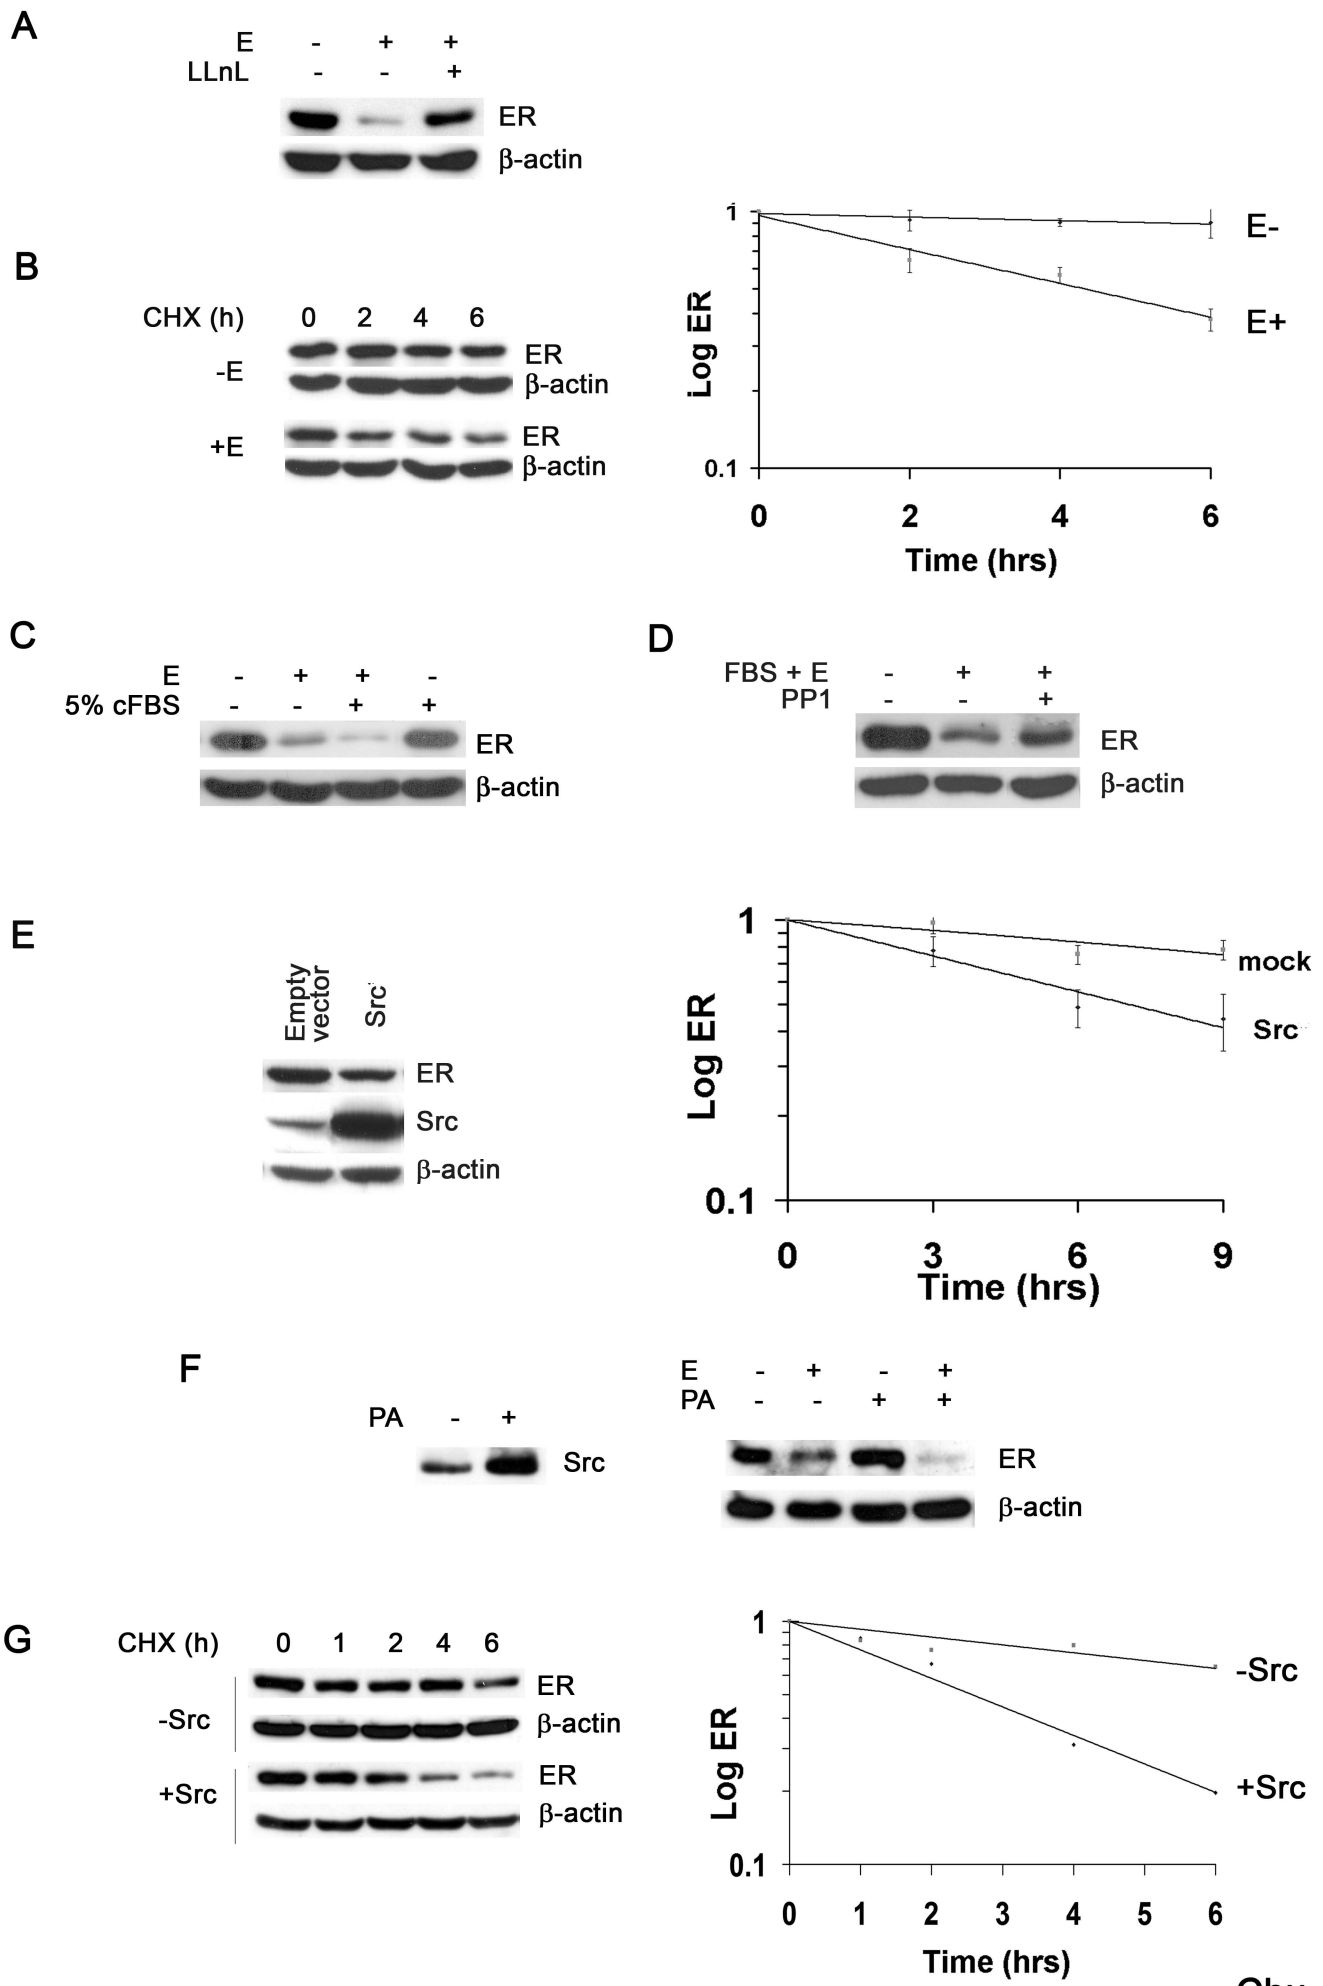 A
E - + +
LLnL - - +
ER
β-actin
B
CHX (h) 0 2 4 6
-E
ER
β-actin
+E
ER
β-actin
Log ER
1
0.1
E-
E+
0 2 4 6
Time (hrs)
C
E - + + -
5% cFBS - - + +
ER
β-actin
D
FBS + E - + +
PP1 - - +
ER
β-actin
E
Empty
vector
Src
ER
Src
β-actin
Log ER
1
0.1
mock
Src
0 3 6 9
Time (hrs)
F
PA - +
Src
E - + - +
PA - - + +
ER
β-actin
G
CHX (h) 0 1 2 4 6
-Src
ER
β-actin
+Src
ER
β-actin
Log ER
1
0.1
-Src
+Src
0 1 2 3 4 5 6
Time (hrs)